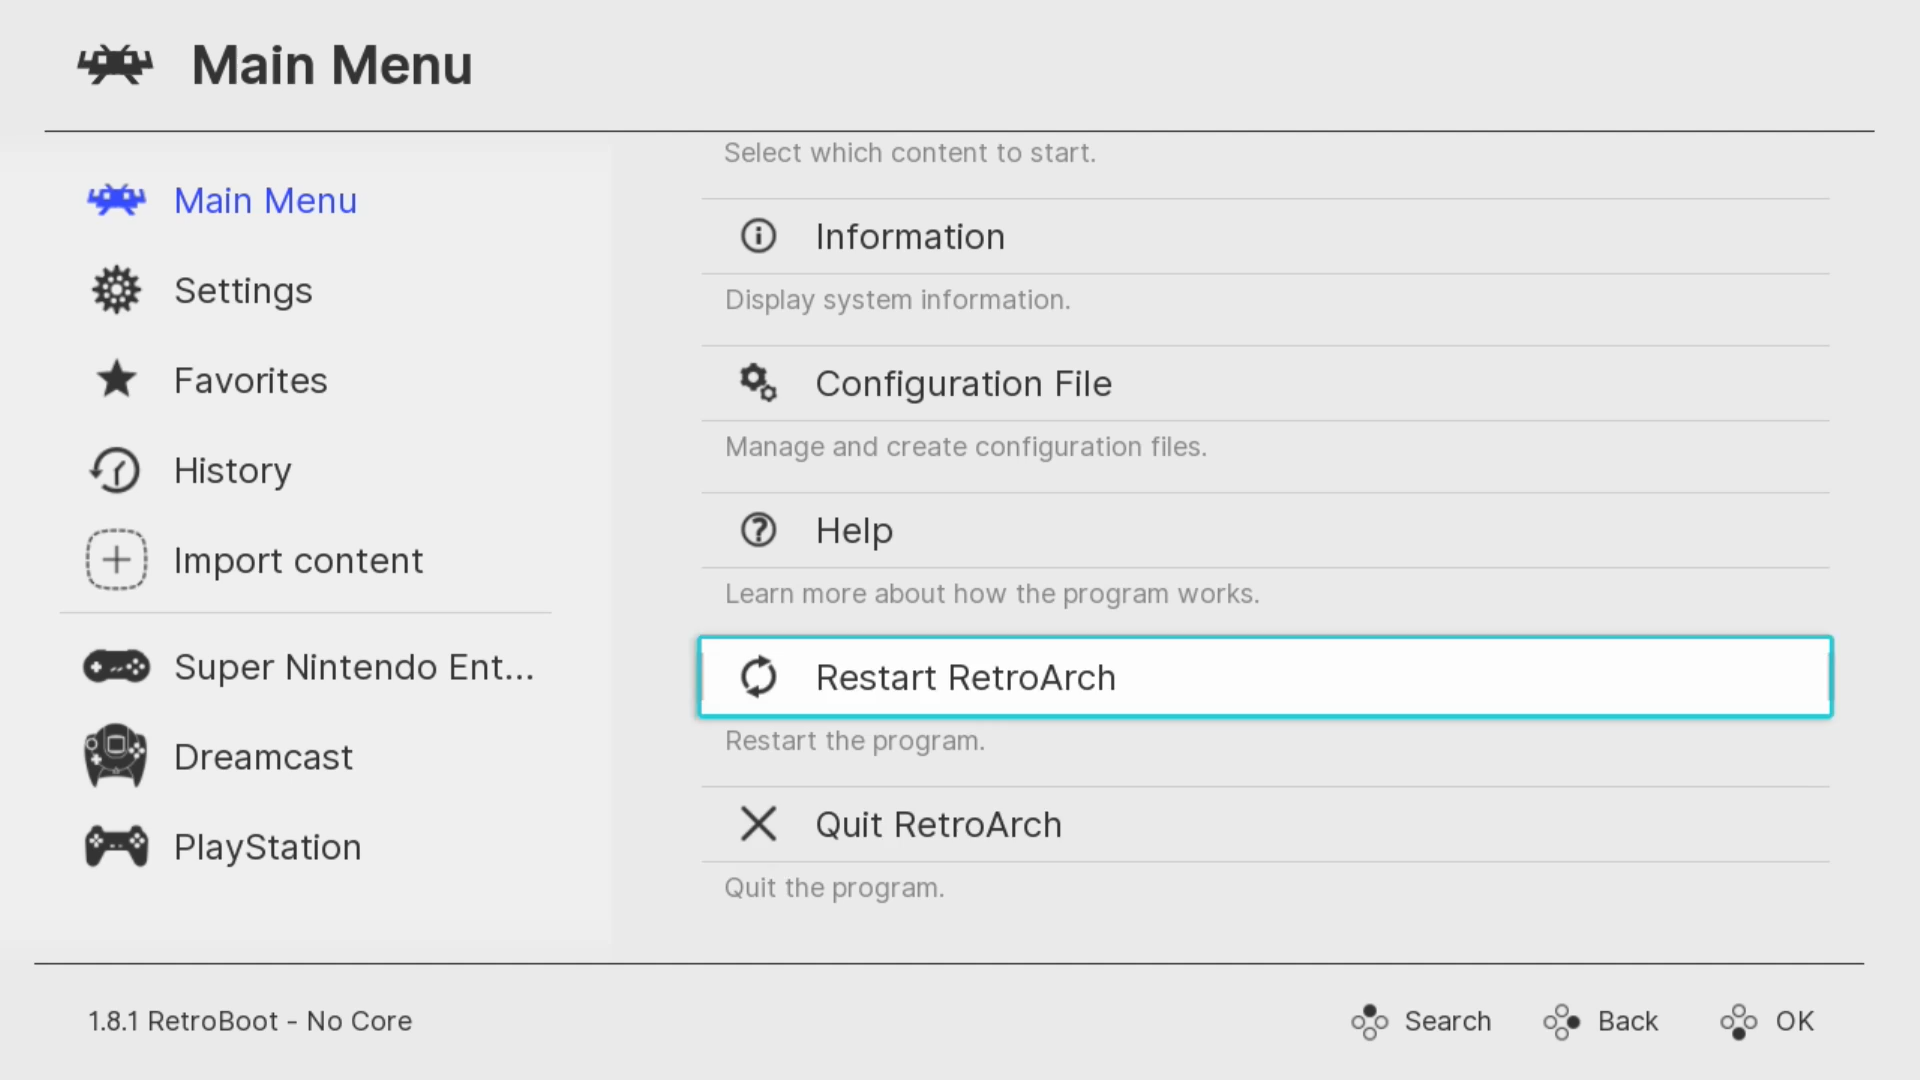 Main Menu
Main Menu
Settings
Favorites
History
Import content
Super Nintendo Ent...
Dreamcast
PlayStation
Select which content to start.
Information
Display system information.
Configuration File
Manage and create configuration files.
Help
Learn more about how the program works.
Restart RetroArch
Restart the program.
Quit RetroArch
Quit the program.
1.8.1 RetroBoot - No Core
Search Back OK